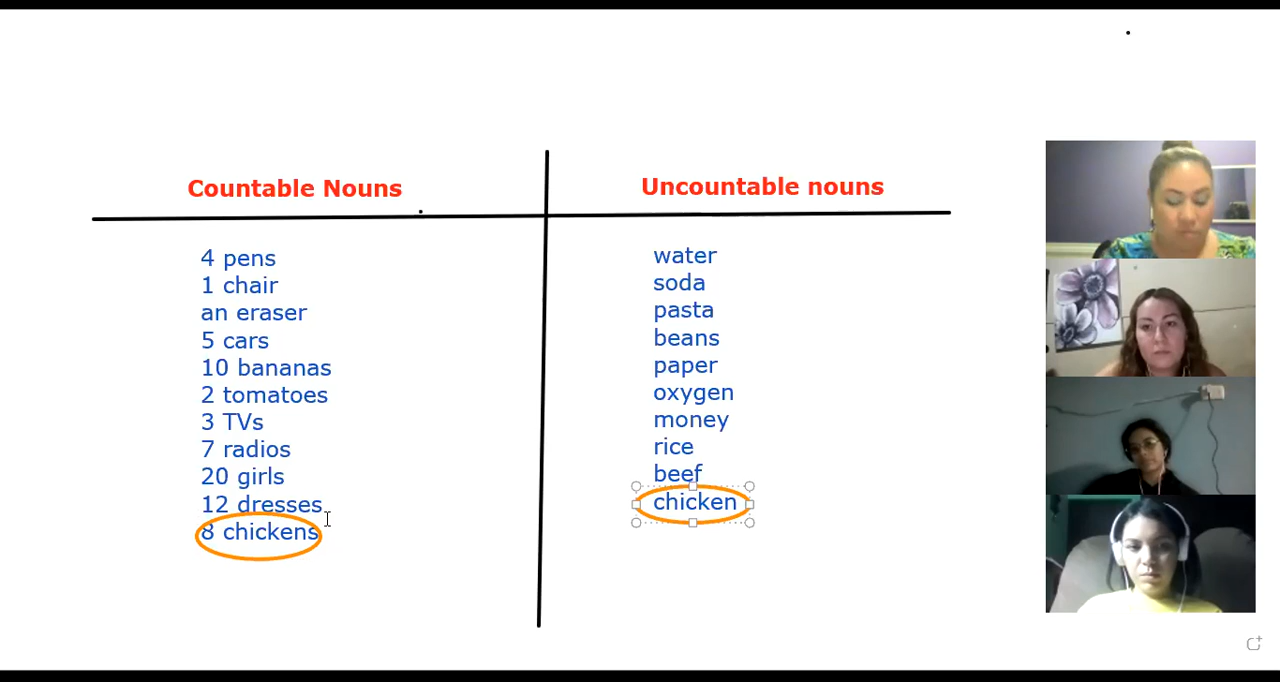 Countable Nouns
4 pens
1 chair
an eraser
5 cars
10 bananas
2 tomatoes
3 TVs
7 radios
20 girls
12 dresses
8 chickens
Uncountable nouns
water
soda
pasta
beans
paper
oxygen
money
rice
beef
chicken